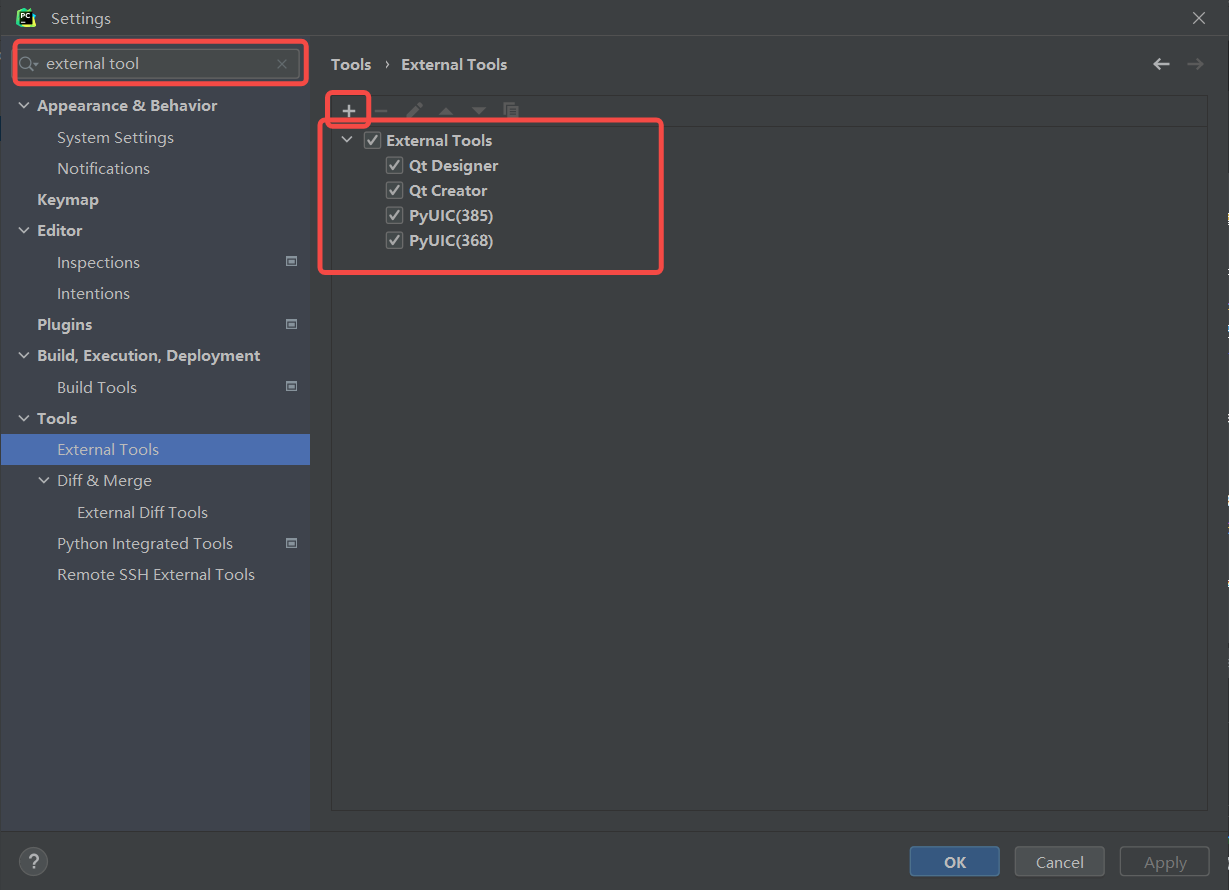 PC
Settings
external tool
Appearance & Behavior
System Settings
Notifications
Keymap
Editor
Inspections
Intentions
Plugins
Build, Execution, Deployment
Build Tools
Tools
External Tools
Diff & Merge
External Diff Tools
Python Integrated Tools
Remote SSH External Tools
Tools › External Tools
External Tools
Qt Designer
Qt Creator
PyUIC(385)
PyUIC(368)
?
OK
Cancel
Apply